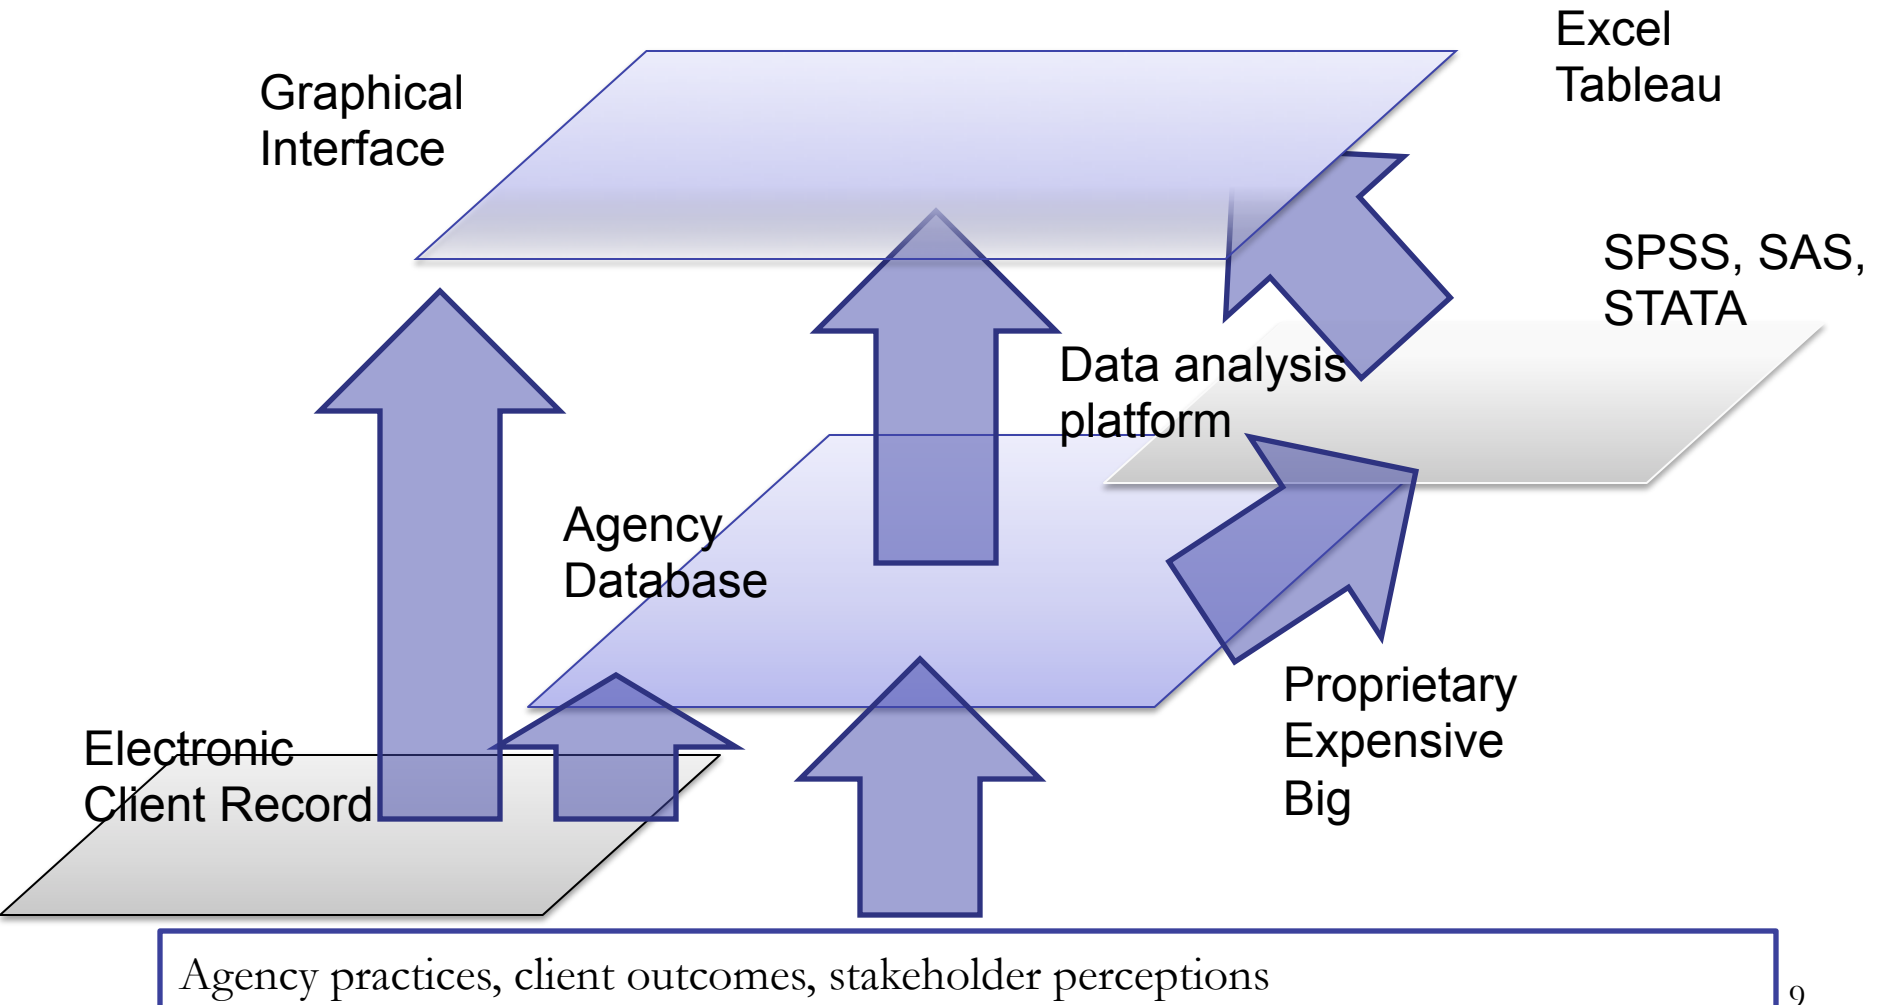 Excel
Tableau
Graphical
Interface
SPSS, SAS,
STATA
Data analysis
platform
Agency
Database
Proprietary
Expensive
Big
Electronic
Client Record
Agency practices, client outcomes, stakeholder perceptions
9